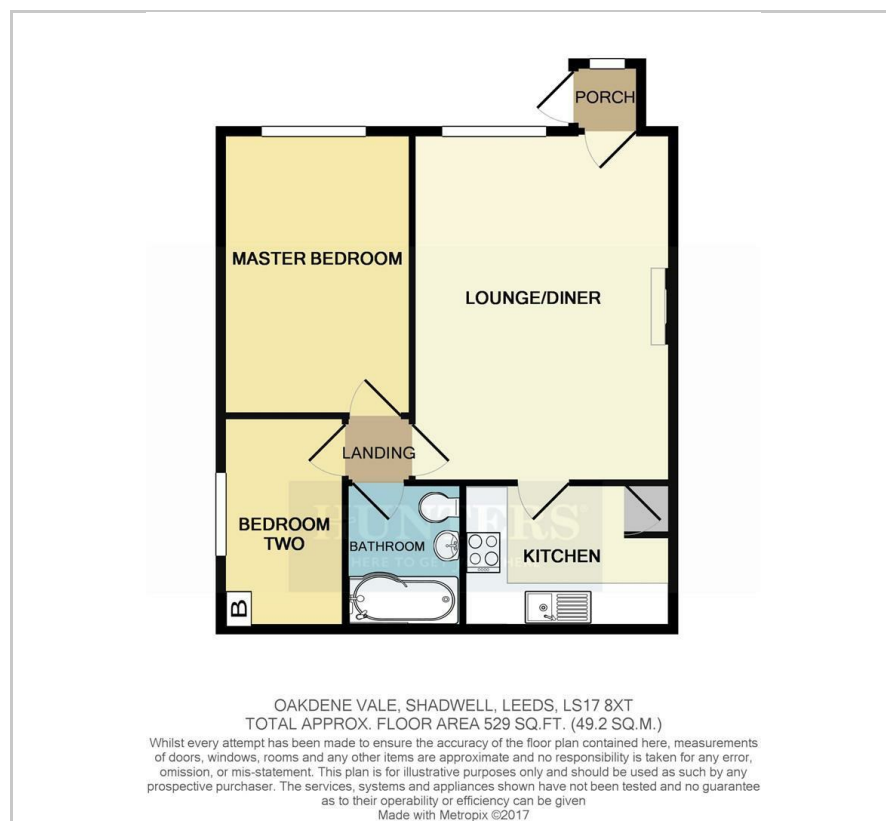 PORCH
MASTER BEDROOM
LOUNGE/DINER
LANDING
BEDROOM
TWO
HUNTERS
BATHROOM
KITCHEN
HERE TO GET
B
OAKDENE VALE, SHADWELL, LEEDS, LS17 8XT
TOTAL APPROX. FLOOR AREA 529 SQ.FT. (49.2 SQ.M.)
Whilst every attempt has been made to ensure the accuracy of the floor plan contained here, measurements
of doors, windows, rooms and any other items are approximate and no responsibility is taken for any error,
omission, or mis-statement. This plan is for illustrative purposes only and should be used as such by any
prospective purchaser. The services, systems and appliances shown have not been tested and no guarantee
as to their operability or efficiency can be given
Made with Metropix ©2017